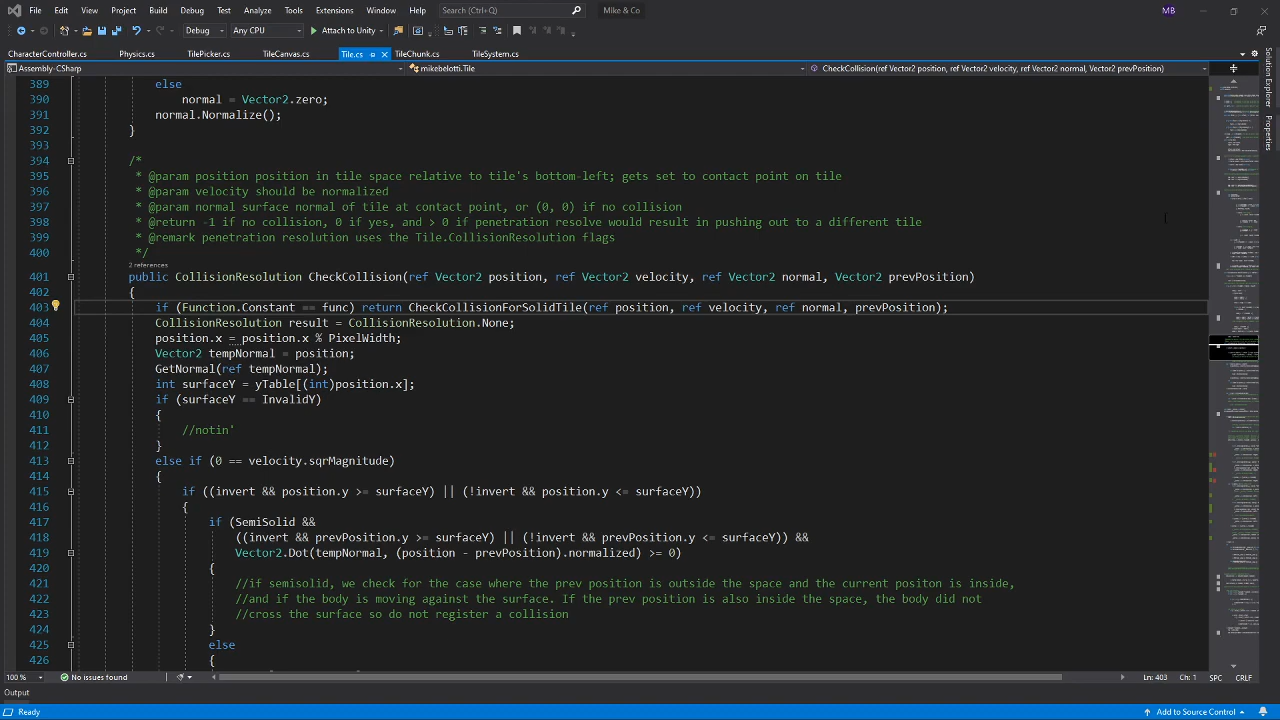 File Edit View Project Build Debug Test Analyze Tools Extensions Window Help Search (Ctrl+Q) Mike & Co MB
Debug Any CPU Attach to Unity
CharacterController.cs Physics.cs TilePicker.cs TileCanvas.cs Tile.cs TileChunk.cs TileSystem.cs
Assembly-CSharp mikebelotti.Tile CheckCollision(ref Vector2 position, ref Vector2 velocity, ref Vector2 normal, Vector2 prevPosition)
389 else
390 normal = Vector2.zero;
391 normal.Normalize();
392 }
393
394 /*
395 * @param position position in tile space relative to tile's bottom-left, gets set to contact point on tile
396 * @param velocity should be normalized
397 * @param normal surface normal of tile at contact point, or (0, 0) if no collision
398 * @return -1 if no collision, 0 if collides, and >0 if penetration resolve would result in coming out in a different tile
399 * @remark penetration resolution uses the Tile.CollisionResolution flags
400 */
2 references
401 public CollisionResolution CheckCollision(ref Vector2 position, ref Vector2 velocity, ref Vector2 normal, Vector2 prevPosition)
402 {
403 if (Function.Constant == func) return CheckCollisionForSolidTile(ref position, ref velocity, ref normal, prevPosition);
404 CollisionResolution result = CollisionResolution.None;
405 position.x = position.x % PixelWidth;
406 Vector2 tempNormal = position;
407 GetNormal(ref tempNormal);
408 int surfaceY = yTable[(int)position.x];
409 if (surfaceY == InvalidY)
410 {
411 //notin'
412 }
413 else if (0 == velocity.
414 {
415 if ((invert && position.y > surfaceY) || (!invert && position.y < surfaceY))
416 {
417 if (SemiSolid &&
418 ((invert && prevPosition.y >= surfaceY) || (!invert && prevPosition.y <= surfaceY)) ||
419 Vector2.Dot(tempNormal, (position - prevPosition).normalized) >= 0)
420 {
421 //if semisolid, we look for the case where the prev position is outside the space and the current positon is inside,
422 //and if the body is moving against the normal. if the prev position is also inside the space, the body did not
423 //cross the surface, and we do not consider a collision
424 }
425 else
426 {
100 % No issues found Ln: 403 Ch: 1 SPC CRLF
Output
Ready Add to Source Control
Solution Explorer
Properties